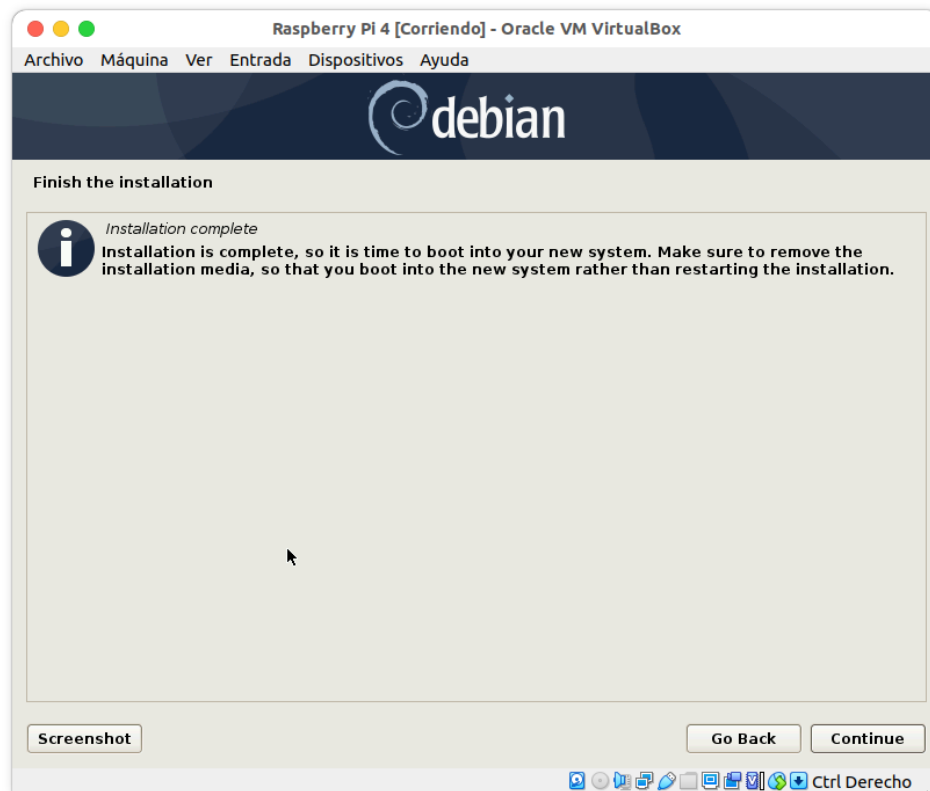 Raspberry Pi 4 [Corriendo] - Oracle VM VirtualBox
Archivo Máquina Ver Entrada Dispositivos Ayuda
debian
Finish the installation
Installation complete
Installation is complete, so it is time to boot into your new system. Make sure to remove the
installation media, so that you boot into the new system rather than restarting the installation.
Screenshot Go Back Continue
Ctrl Derecho